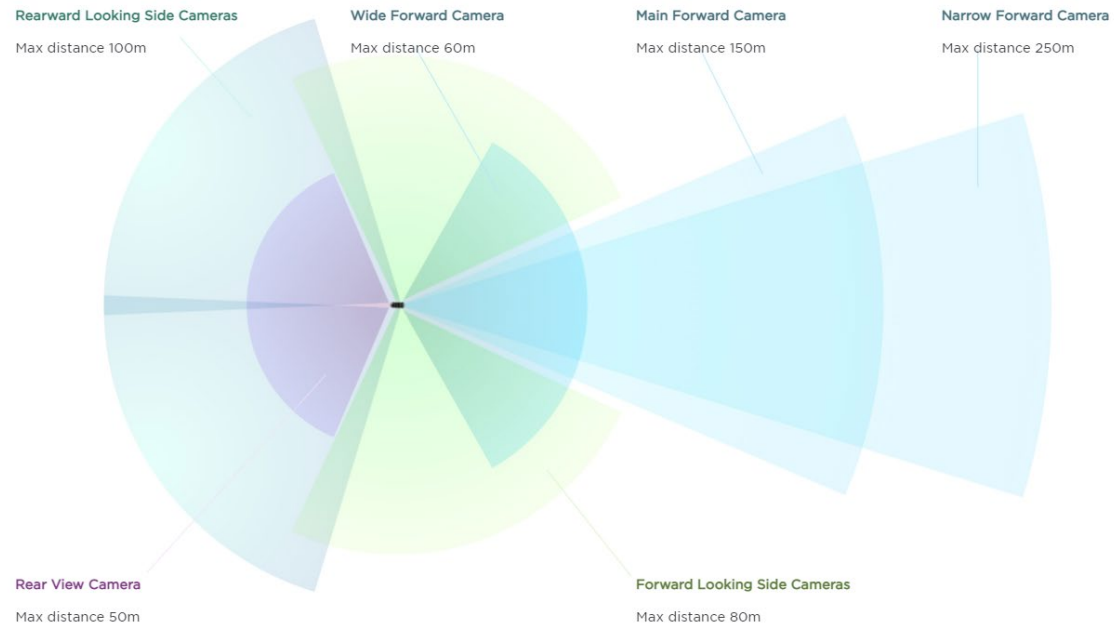 Rearward Looking Side Cameras
Max distance 100m
Wide Forward Camera
Max distance 60m
Main Forward Camera
Max distance 150m
Narrow Forward Camera
Max distance 250m
Rear View Camera
Max distance 50m
Forward Looking Side Cameras
Max distance 80m